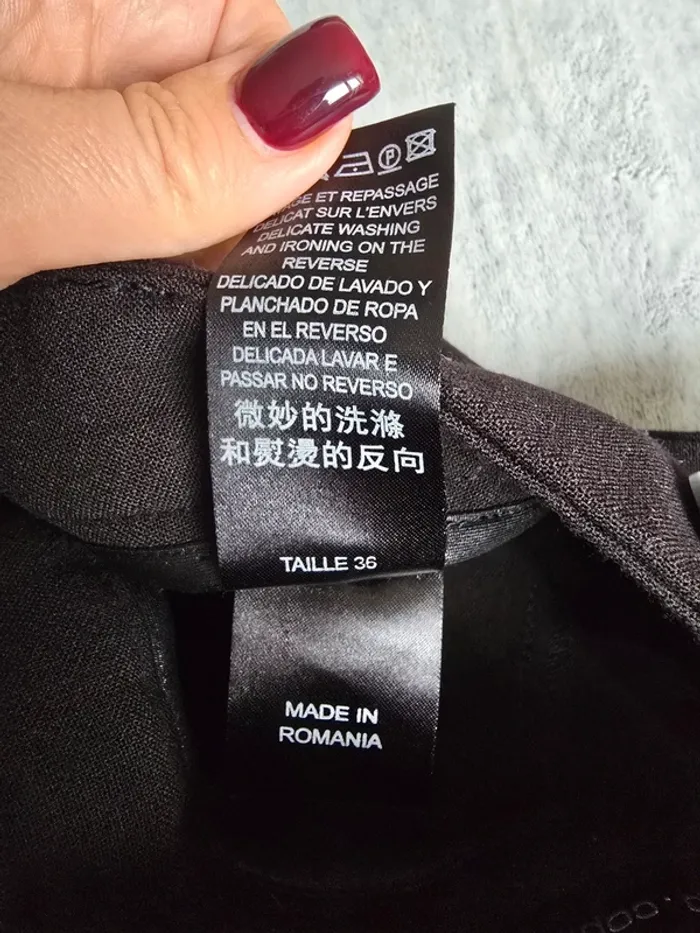 P
ET REPASSAGE
DELICAT SUR L'ENVERS
DELICATE WASHING
AND IRONING ON THE
REVERSE
DELICADO DE LAVADO Y
PLANCHADO DE ROPA
EN EL REVERSO
DELICADA LAVAR E
PASSAR NO REVERSO
微妙的洗滌
和熨燙的反向
TAILLE 36
MADE IN
ROMANIA